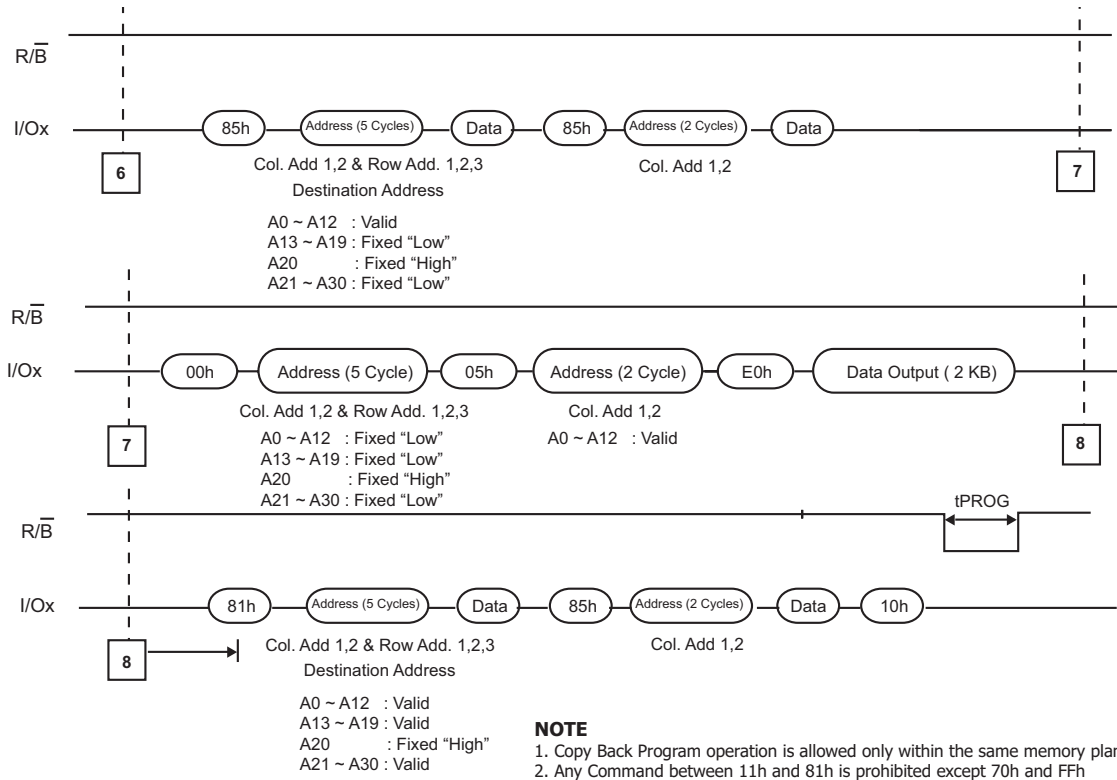 R/B
I/Ox
85h Address (5 Cycles) Data 85h Address (2 Cycles) Data
6
7
Col. Add 1,2 & Row Add. 1,2,3
Col. Add 1,2
Destination Address
A0 ~ A12 : Valid
A13 ~ A19 : Fixed “Low”
A20 : Fixed “High”
A21 ~ A30 : Fixed “Low”
R/B
I/Ox
00h Address (5 Cycle) 05h Address (2 Cycle) E0h Data Output ( 2 KB)
7
8
Col. Add 1,2 & Row Add. 1,2,3
Col. Add 1,2
A0 ~ A12 : Fixed “Low”
A0 ~ A12 : Valid
A13 ~ A19 : Fixed “Low”
A20 : Fixed “High”
A21 ~ A30 : Fixed “Low”
R/B
tPROG
I/Ox
81h Address (5 Cycles) Data 85h Address (2 Cycles) Data 10h
8
Col. Add 1,2 & Row Add. 1,2,3
Col. Add 1,2
Destination Address
A0 ~ A12 : Valid
A13 ~ A19 : Valid
A20 : Fixed “High”
A21 ~ A30 : Valid
NOTE
1. Copy Back Program operation is allowed only within the same memory
2. Any Command between 11h and 81h is prohibited except 70h and FFh